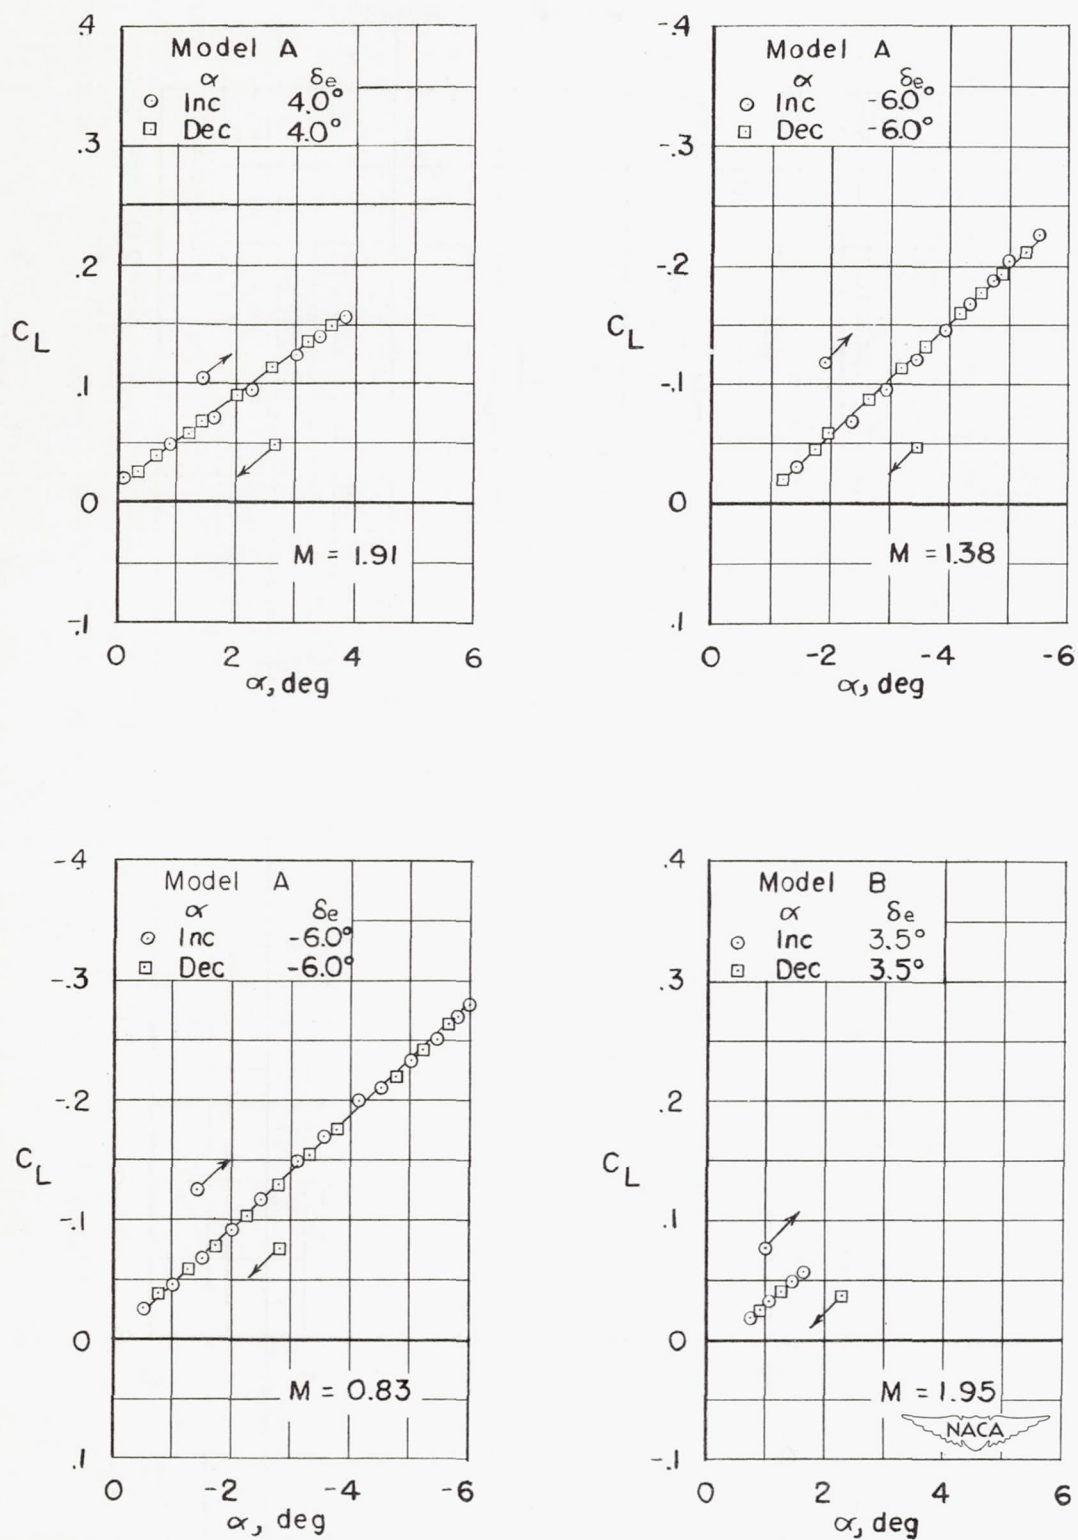 .4
Model A
α δe
Inc 4.0°
Dec 4.0°
.3
.2
CL
.1
0
M = 1.91
-.1
0 2 4 6
α, deg
-.4
Model A
α δe
Inc -6.0°
Dec -6.0°
-.3
-.2
CL
-.1
0
M = 1.38
.1
0 -2 -4 -6
α, deg
-.4
Model A
α δe
Inc -6.0°
Dec -6.0°
-.3
-.2
CL
-.1
0
M = 0.83
.1
0 -2 -4 -6
α, deg
.4
Model B
α δe
Inc 3.5°
Dec 3.5°
.3
.2
CL
.1
0
M = 1.95
NACA
-.1
0 2 4 6
α, deg